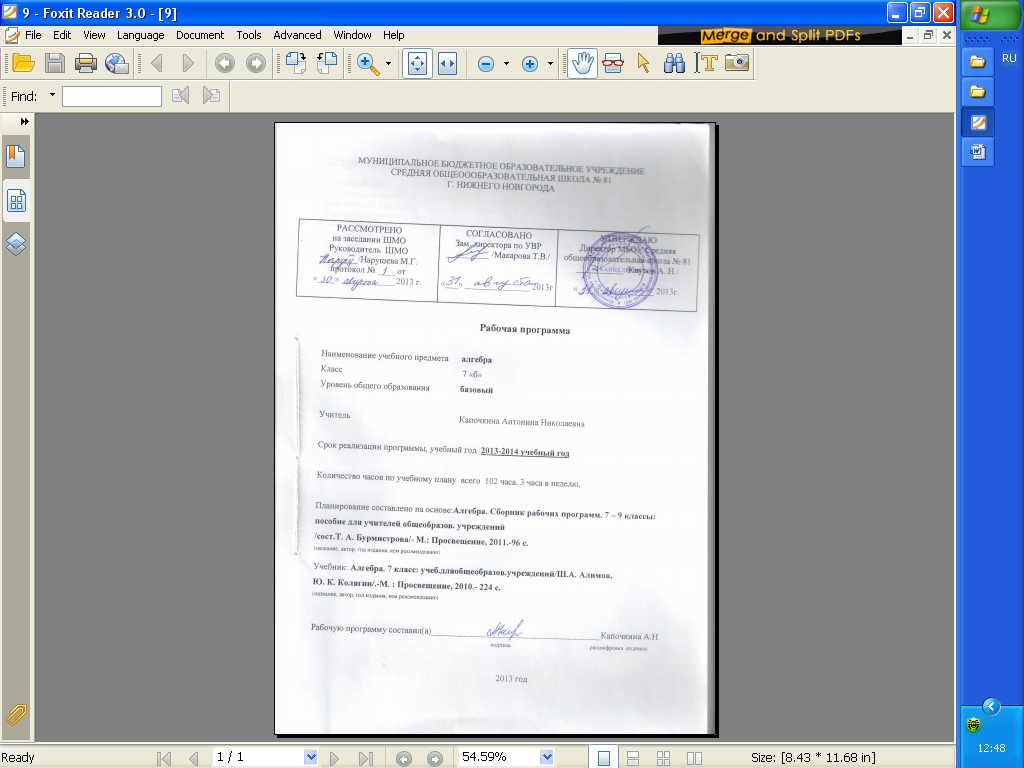 9 - Foxit Reader 3.0 - [9]
File Edit View Language Document Tools Advanced Window Help
Merge and Split PDFs
RU
Find:
МУНИЦИПАЛЬНОЕ БЮДЖЕТНОЕ ОБРАЗОВАТЕЛЬНОЕ УЧРЕЖДЕНИЕ
СРЕДНЯЯ ОБЩЕОООБРАЗОВАТЕЛЬНАЯ ШКОЛА № 81
Г. НИЖНЕГО НОВГОРОДА
РАССМОТРЕНО
на заседании ШМО
Руководитель ШМО
/Нарушева М.Г.
протокол № 1 от
«30» августа 2013 г.
СОГЛАСОВАНО
Зам. директора по УВР
/Макарова Т.В./
«31» августа 2013г
УТВЕРЖДАЮ
Директор МБОУ Средняя
общеобразовательная школа № 81
А..Н./
2013г.
Рабочая программа
Наименование учебного предмета алгебра
Класс 7 «б»
Уровень общего образования базовый
Учитель Капочкина Антонина Николаевна
Срок реализации программы, учебный год 2013-2014 учебный год
Количество часов по учебному плану всего 102 часа, 3 часа в неделю.
Планирование составлено на основе:Алгебра. Сборник рабочих программ. 7 – 9 классы:
пособие для учителей общеобразов. учреждений
/сост.Т. А. Бурмистрова/- М.: Просвещение, 2011.-96 с.
(название, автор, год издания, кем рекомендовано)
Учебник: Алгебра. 7 класс: учеб.дляобщеобразов.учреждений/Ш.А. Алимов,
Ю. К. Колягин/.-М. : Просвещение, 2010.- 224 с.
(название, автор, год издания, кем рекомендовано)
Рабочую программу составил(а) Капочкина А.Н.
подпись расшифровка подписи
2013 год
Ready 1 / 1 54.59% Size: [8.43 * 11.68 in]
12:48